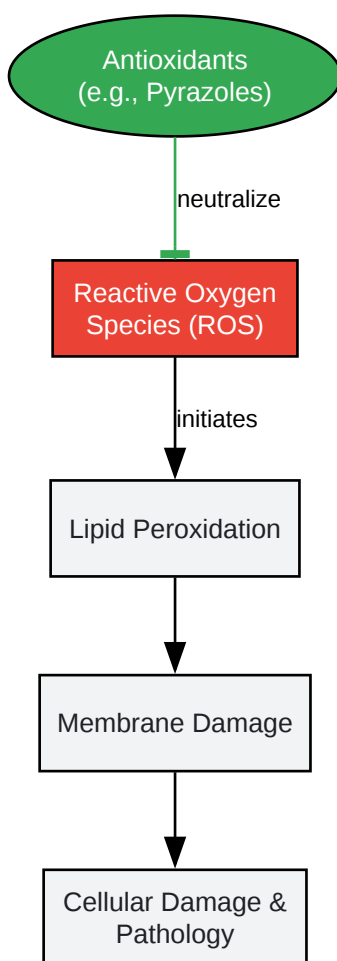 Antioxidants
(e.g., Pyrazoles)
neutralize
Reactive Oxygen
Species (ROS)
initiates
Lipid Peroxidation
Membrane Damage
Cellular Damage &
Pathology